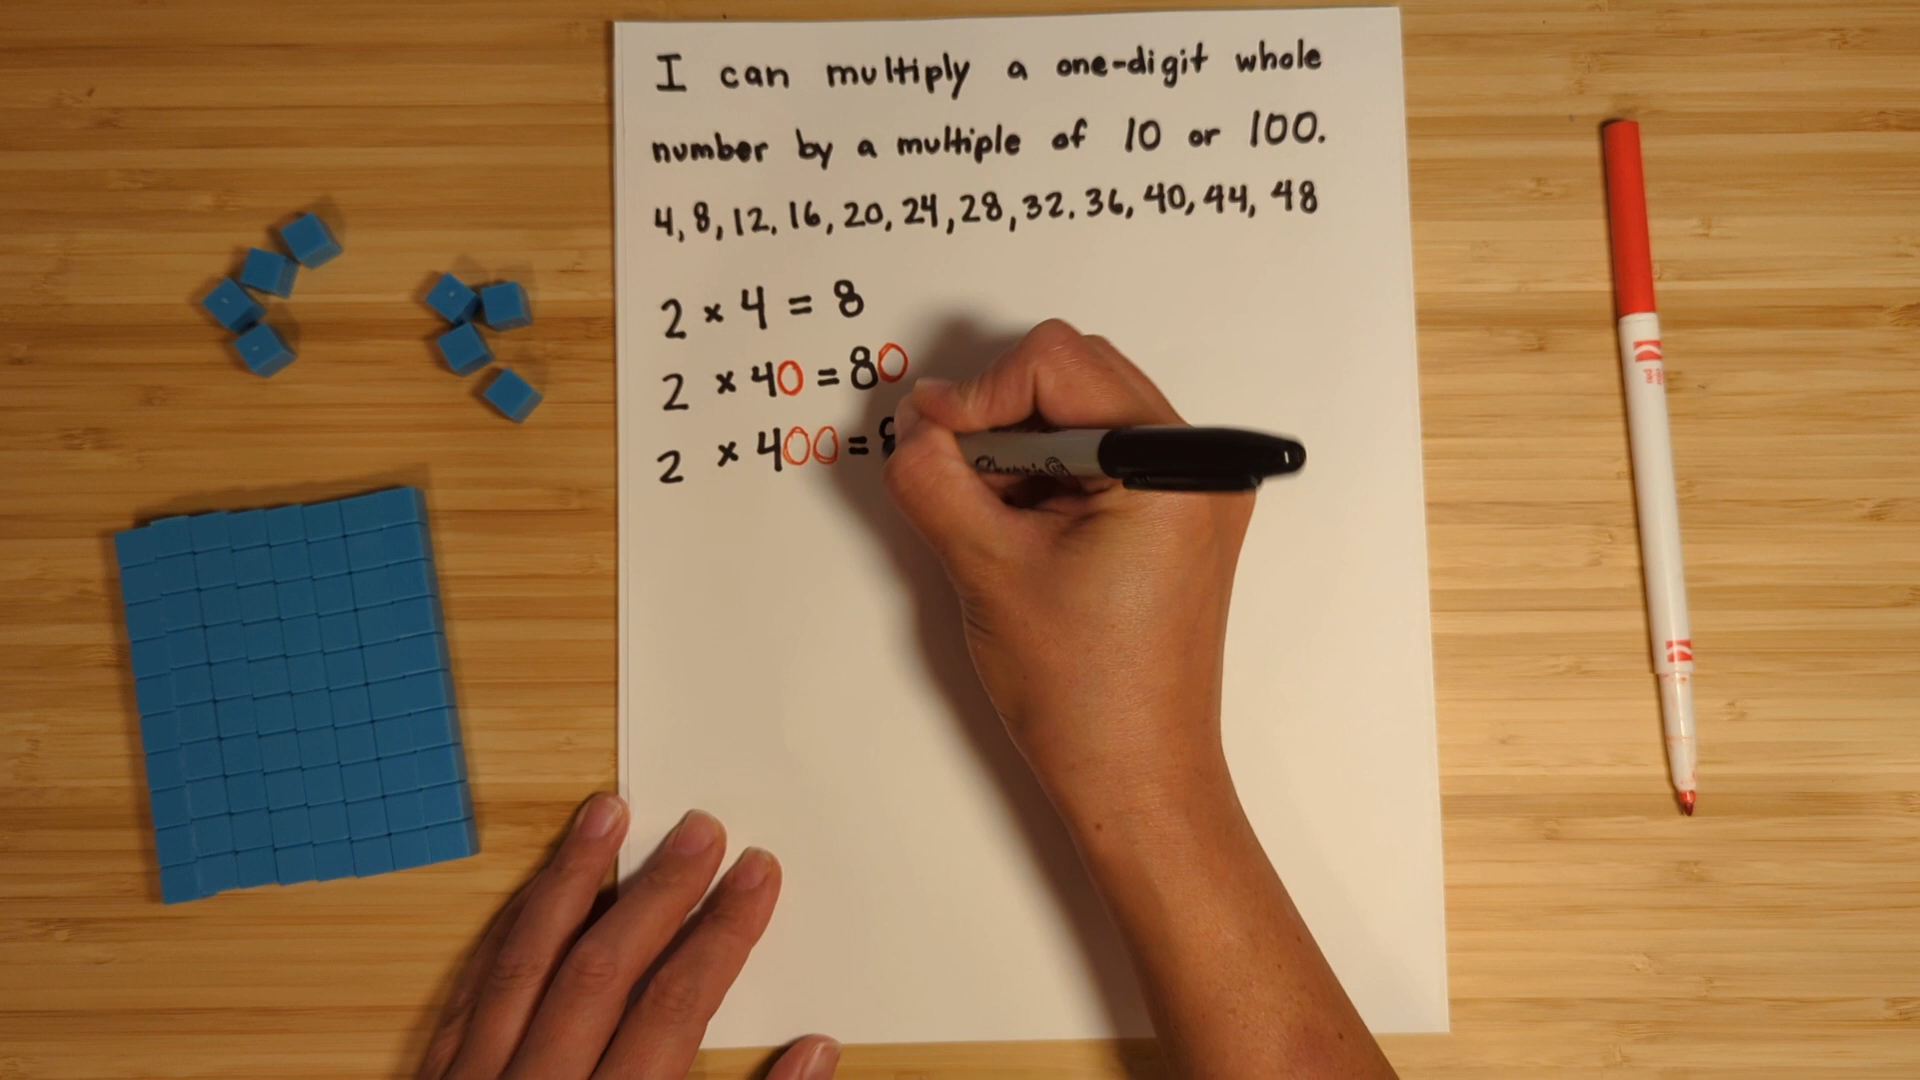 I can multiply a one-digit whole
number by a multiple of 10 or 100.
4, 8, 12, 16, 20, 24, 28, 32. 36, 40, 44, 48
2 × 4 = 8
2 × 40 = 80
2 × 400 =